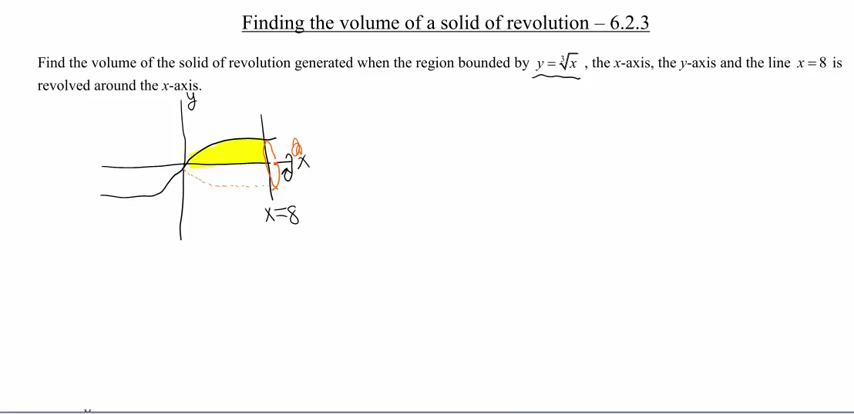 Finding the volume of a solid of revolution – 6.2.3
Find the volume of the solid of revolution generated when the region bounded by y = ∛x , the x-axis, the y-axis and the line x = 8 is
revolved around the x-axis.
y
x
x=8